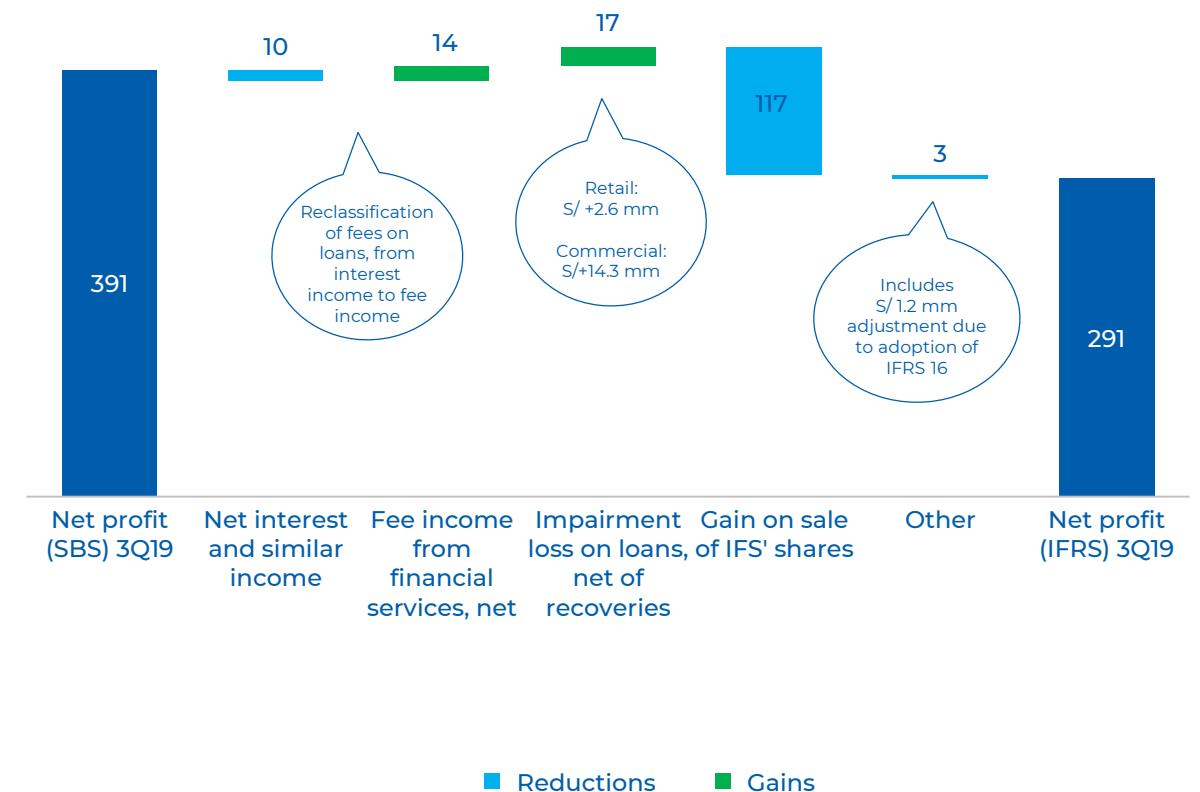 17
14
10
117
3
Reclassification
of fees on
loans, from
interest
income to fee
income
Retail:
S/ +2.6 mm
Commercial:
S/+14.3 mm
Includes
S/ 1.2 mm
adjustment due
to adoption of
IFRS 16
391
291
Net profit
(SBS) 3Q19
Net interest
and similar
income
Fee income
from
financial
services, net
Impairment
loss on loans,
net of
recoveries
Gain on sale
of IFS' shares
Other
Net profit
(IFRS) 3Q19
Reductions
Gains